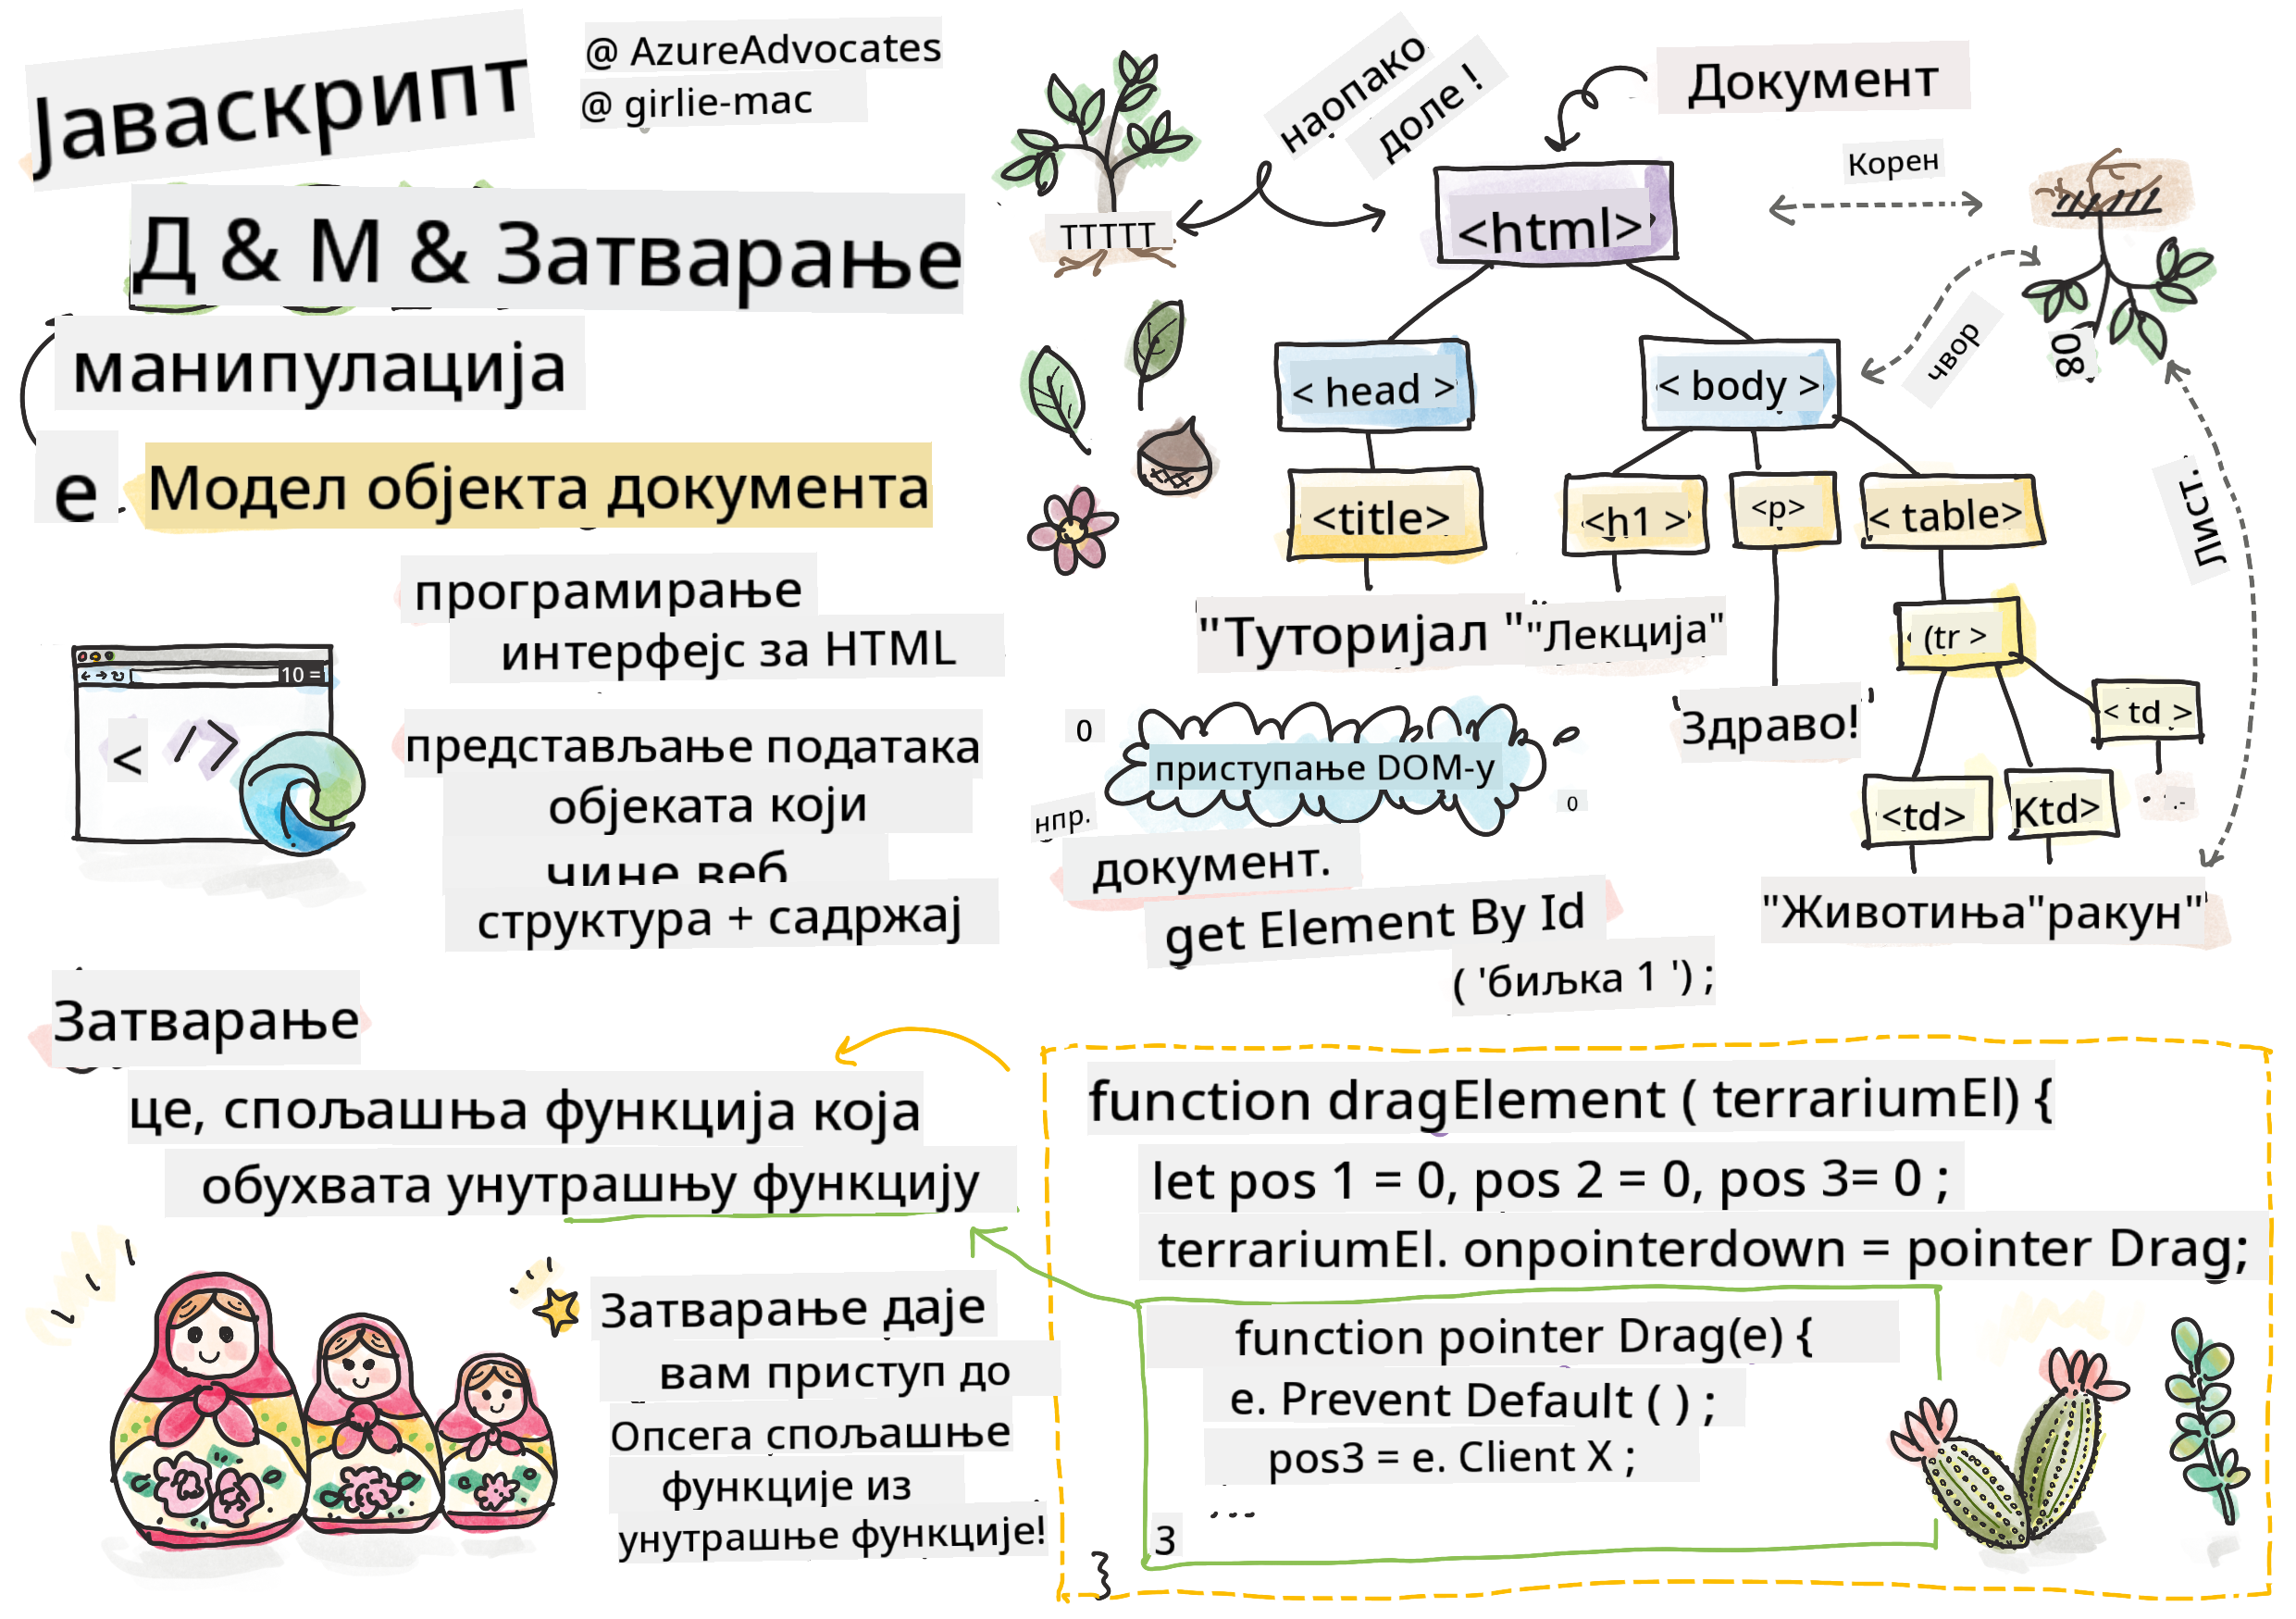 Јаваскрипт
@ AzureAdvocates
@ girlie-mac
Д & М & Затварање
манипулација
е Модел објекта документа
програмирање
интерфејс за HTML
10 =
< />
представљање података
објеката који
чине веб
структура + садржај
наопако
доле !
Документ
Корен
ТТТТТ
<html>
чвор
08
Лист.
< head >
< body >
<title>
<h1 >
<p>
< table>
"Туторијал "
"Лекција"
(tr >
"Здраво!"
< td >
<td>
Ktd>
"Животиња"ракун"
0
приступање DOM-у
0
нпр.
документ.
get Element By Id
( 'биљка 1 ') ;
Затварање
це, спољашња функција која
обухвата унутрашњу функцију
Затварање даје
вам приступ до
Опсега спољашње
функције из
унутрашње функције!
function dragElement ( terrariumEl) {
let pos 1 = 0, pos 2 = 0, pos 3= 0 ;
terrariumEl. onpointerdown = pointer Drag;
function pointer Drag(e) {
e. Prevent Default ( ) ;
pos3 = e. Client X ;
...
3
}